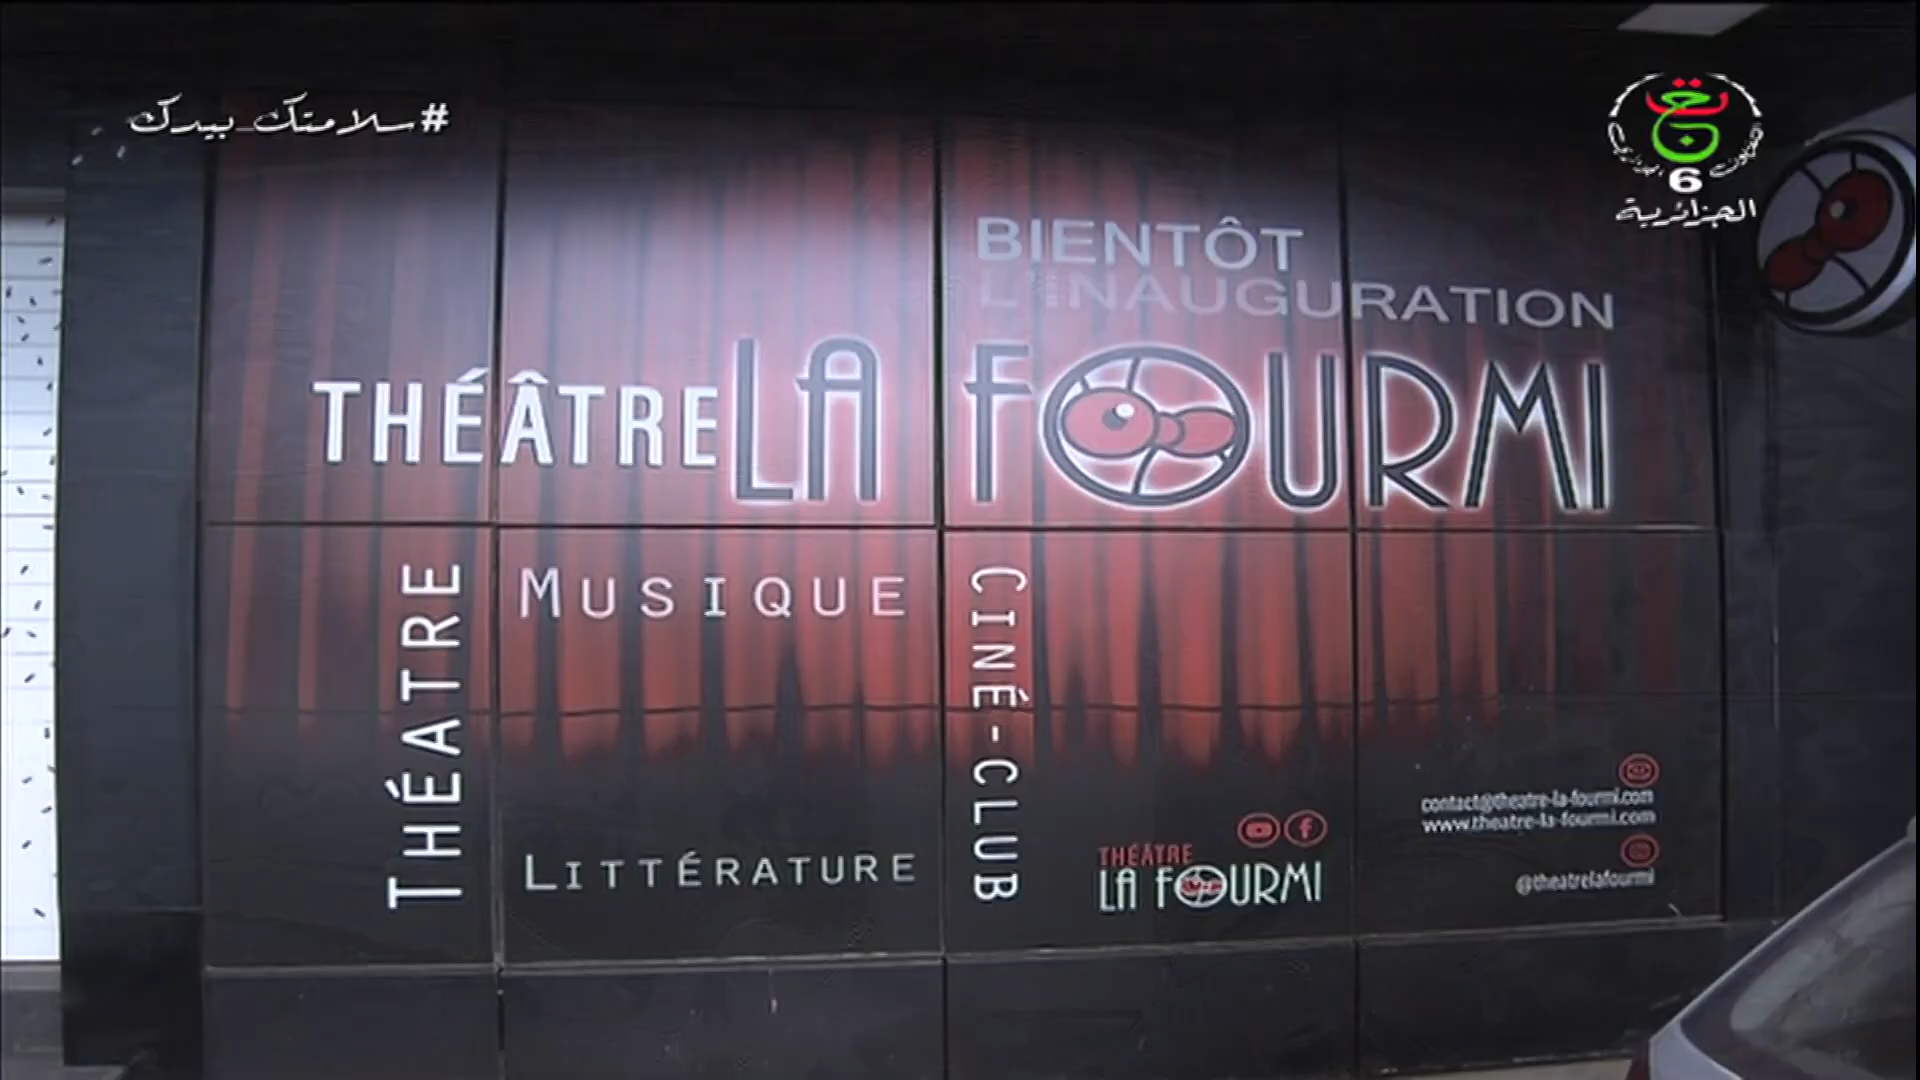 #سلامتك_بيدك
6
الجزائرية
BIENTÔT
L'INAUGURATION
THÉÂTRE LA FOURMI
THÉATRE
MUSIQUE
CINÉ-CLUB
LITTÉRATURE
THÉÂTRE
LA FOURMI
contact@theatre-la-fourmi.com
www.theatre-la-fourmi.com
@theatrelafourmi